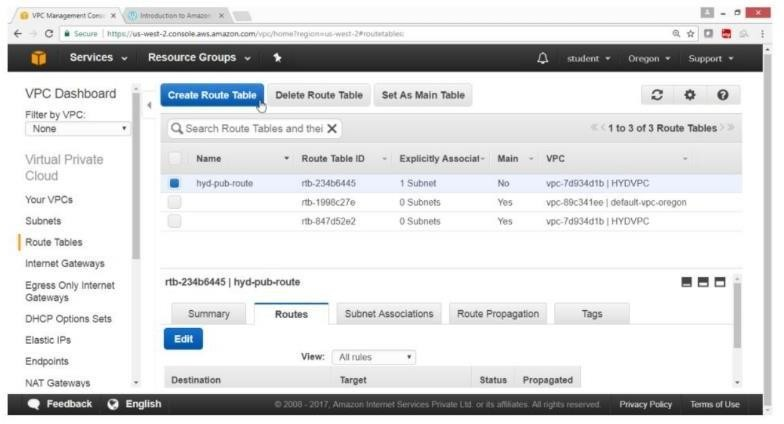 VPC Management Consol
Introduction to Amazon
Secure | https://us-west-2.console.aws.amazon.com/vpc/home?region=us-west-2#routetables:
Services Resource Groups student Oregon Support
VPC Dashboard
Filter by VPC:
None
Virtual Private
Cloud
Your VPCs
Subnets
Route Tables
Internet Gateways
Egress Only Internet
Gateways
DHCP Options Sets
Elastic IPs
Endpoints
NAT Gateways
Create Route Table Delete Route Table Set As Main Table
Search Route Tables and thei X
1 to 3 of 3 Route Tables
Name Route Table ID Explicitly Associat Main VPC
hyd-pub-route rtb-234b6445 1 Subnet No vpc-7d934d1b | HYDVPC
rtb-1998c27e 0 Subnets Yes vpc-89c341ee | default-vpc-oregon
rtb-847d52e2 0 Subnets Yes vpc-7d934d1b | HYDVPC
rtb-234b6445 | hyd-pub-route
Summary Routes Subnet Associations Route Propagation Tags
Edit
View: All rules
Destination Target Status Propagated
Feedback English © 2008 - 2017, Amazon Internet Services Private Ltd. or its affiliates. All rights reserved. Privacy Policy Terms of Use